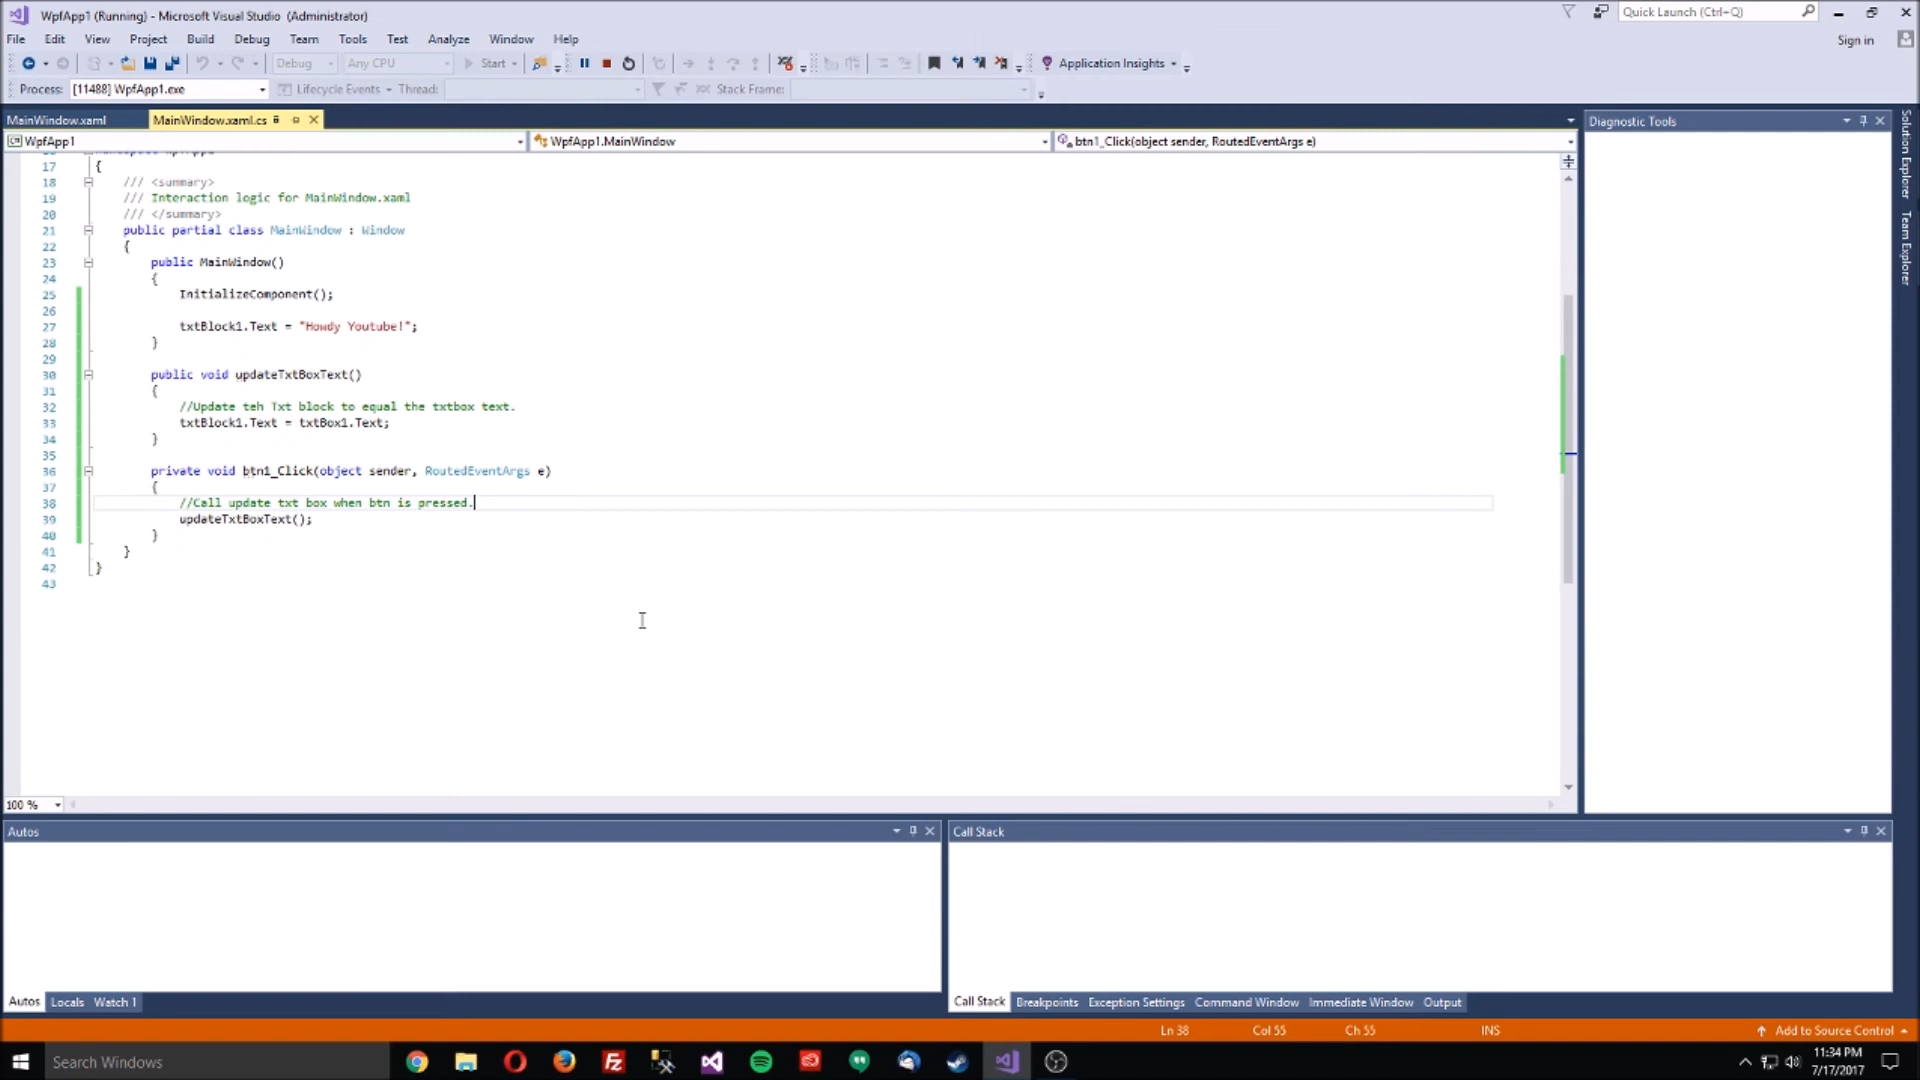 WpfApp1 (Running) - Microsoft Visual Studio (Administrator)
Quick Launch (Ctrl+Q)
File Edit View Project Build Debug Team Tools Test Analyze Window Help
Sign in
Debug Any CPU Start Application Insights
Process: [11488] WpfApp1.exe Lifecycle Events Thread: Stack Frame:
MainWindow.xaml MainWindow.xaml.cs
Diagnostic Tools
WpfApp1 WpfApp1.MainWindow btn1_Click(object sender, RoutedEventArgs e)
Solution Explorer
Team Explorer
17 {
18 /// <summary>
19 /// Interaction logic for MainWindow.xaml
20 /// </summary>
21 public partial class MainWindow : Window
22 {
23 public MainWindow()
24 {
25 InitializeComponent();
26
27 txtBlock1.Text = "Howdy Youtube!";
28 }
29
30 public void updateTxtBoxText()
31 {
32 //Update teh Txt block to equal the txtbox text.
33 txtBlock1.Text = txtBox1.Text;
34 }
35
36 private void btn1_Click(object sender, RoutedEventArgs e)
37 {
38 //Call update txt box when btn is pressed.
39 updateTxtBoxText();
40 }
41 }
42 }
43
100 %
Autos
Call Stack
Autos Locals Watch 1
Call Stack Breakpoints Exception Settings Command Window Immediate Window Output
Ln 38 Col 55 Ch 55 INS Add to Source Control
Search Windows
11:34 PM
7/17/2017